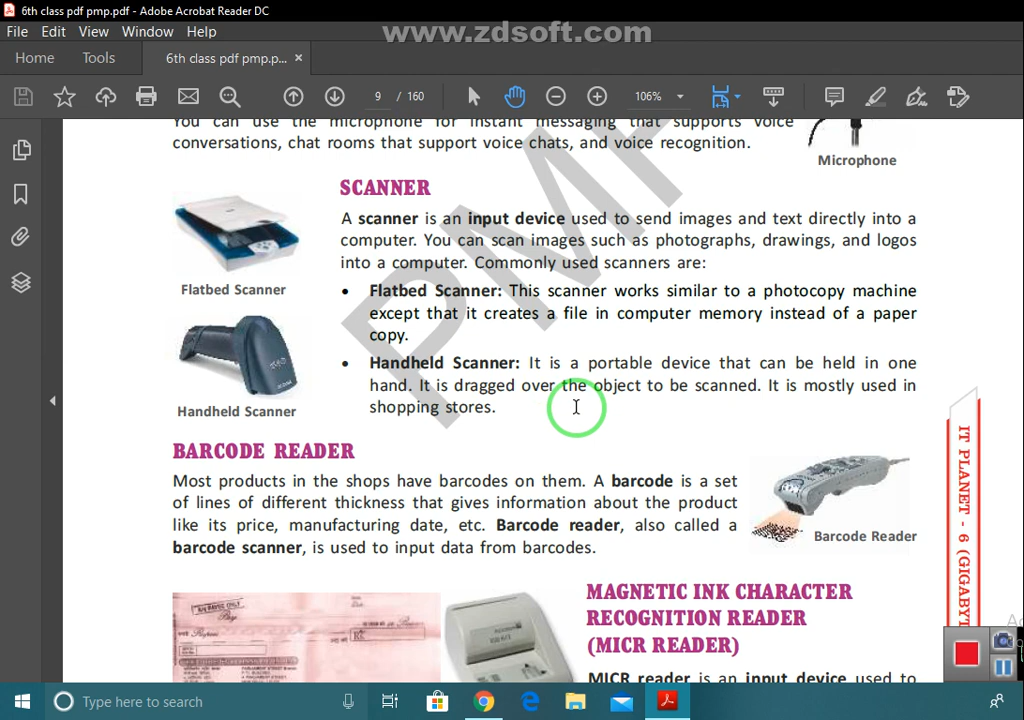 6th class pdf pmp.pdf - Adobe Acrobat Reader DC
File Edit View Window Help
www.zdsoft.com
Home Tools 6th class pdf pmp.p... ×
9 / 160 106%
You can use the microphone for instant messaging that supports voice
conversations, chat rooms that support voice chats, and voice recognition.
Microphone
SCANNER
A scanner is an input device used to send images and text directly into a
computer. You can scan images such as photographs, drawings, and logos
into a computer. Commonly used scanners are:
Flatbed Scanner
• Flatbed Scanner: This scanner works similar to a photocopy machine
except that it creates a file in computer memory instead of a paper
copy.
• Handheld Scanner: It is a portable device that can be held in one
hand. It is dragged over the object to be scanned. It is mostly used in
shopping stores.
Handheld Scanner
PMP
BARCODE READER
Most products in the shops have barcodes on them. A barcode is a set
of lines of different thickness that gives information about the product
like its price, manufacturing date, etc. Barcode reader, also called a
barcode scanner, is used to input data from barcodes.
Barcode Reader
IT PLANET - 6 (GIGABYT
MAGNETIC INK CHARACTER
RECOGNITION READER
(MICR READER)
MICR reader is an input device used to
Type here to search